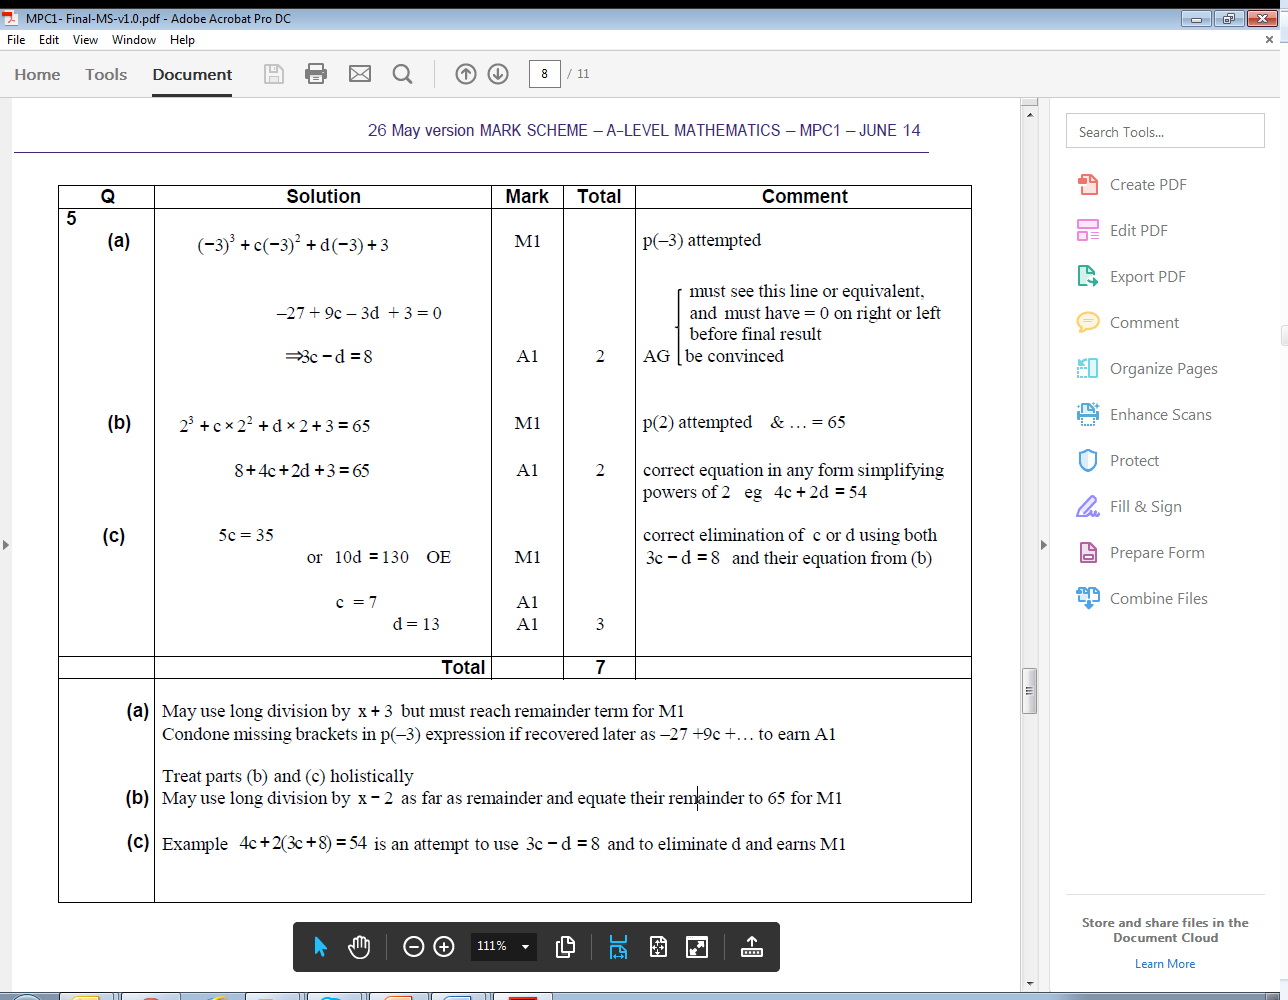 MPC1- Final-MS-v1.0.pdf - Adobe Acrobat Pro DC
File Edit View Window Help
Home Tools Document 8 / 11
26 May version MARK SCHEME – A-LEVEL MATHEMATICS – MPC1 – JUNE 14
Q Solution Mark Total Comment
5
(a) (−3)³ + c(−3)² + d(−3) + 3 M1 p(–3) attempted
must see this line or equivalent,
–27 + 9c – 3d + 3 = 0 and must have = 0 on right or left
before final result
⇒3c − d = 8 A1 2 AG be convinced
(b) 2³ + c × 2² + d × 2 + 3 = 65 M1 p(2) attempted & … = 65
8 + 4c + 2d + 3 = 65 A1 2 correct equation in any form simplifying
powers of 2 eg 4c + 2d = 54
(c) 5c = 35 correct elimination of c or d using both
or 10d = 130 OE M1 3c − d = 8 and their equation from (b)
c = 7 A1
d = 13 A1 3
Total 7
(a) May use long division by x + 3 but must reach remainder term for M1
Condone missing brackets in p(–3) expression if recovered later as –27 +9c +… to earn A1
Treat parts (b) and (c) holistically
(b) May use long division by x − 2 as far as remainder and equate their remainder to 65 for M1
(c) Example 4c + 2(3c + 8) = 54 is an attempt to use 3c − d = 8 and to eliminate d and earns M1
111%
Search Tools...
Create PDF
Edit PDF
Export PDF
Comment
Organize Pages
Enhance Scans
Protect
Fill & Sign
Prepare Form
Combine Files
Store and share files in the
Document Cloud
Learn More